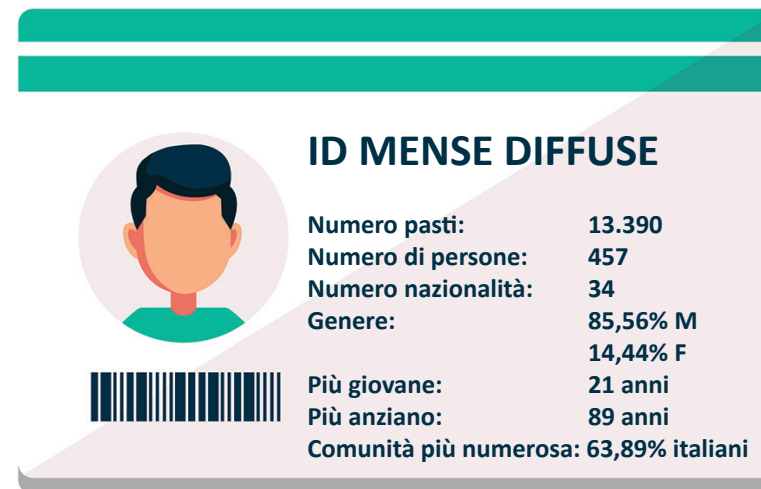 ID MENSE DIFFUSE
Numero pasti: 13.390
Numero di persone: 457
Numero nazionalità: 34
Genere: 85,56% M
14,44% F
Più giovane: 21 anni
Più anziano: 89 anni
Comunità più numerosa: 63,89% italiani